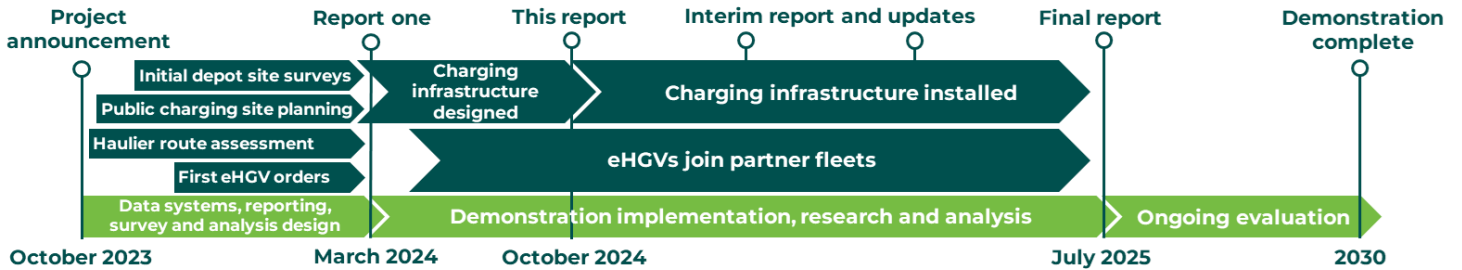 Project
announcement
Report one
This report
Interim report and updates
Final report
Demonstration
complete
Initial depot site surveys
Public charging site planning
Haulier route assessment
First eHGV orders
Charging
infrastructure
designed
Charging infrastructure installed
eHGVs join partner fleets
Data systems, reporting,
survey and analysis design
Demonstration implementation, research and analysis
Ongoing evaluation
October 2023
March 2024
October 2024
July 2025
2030